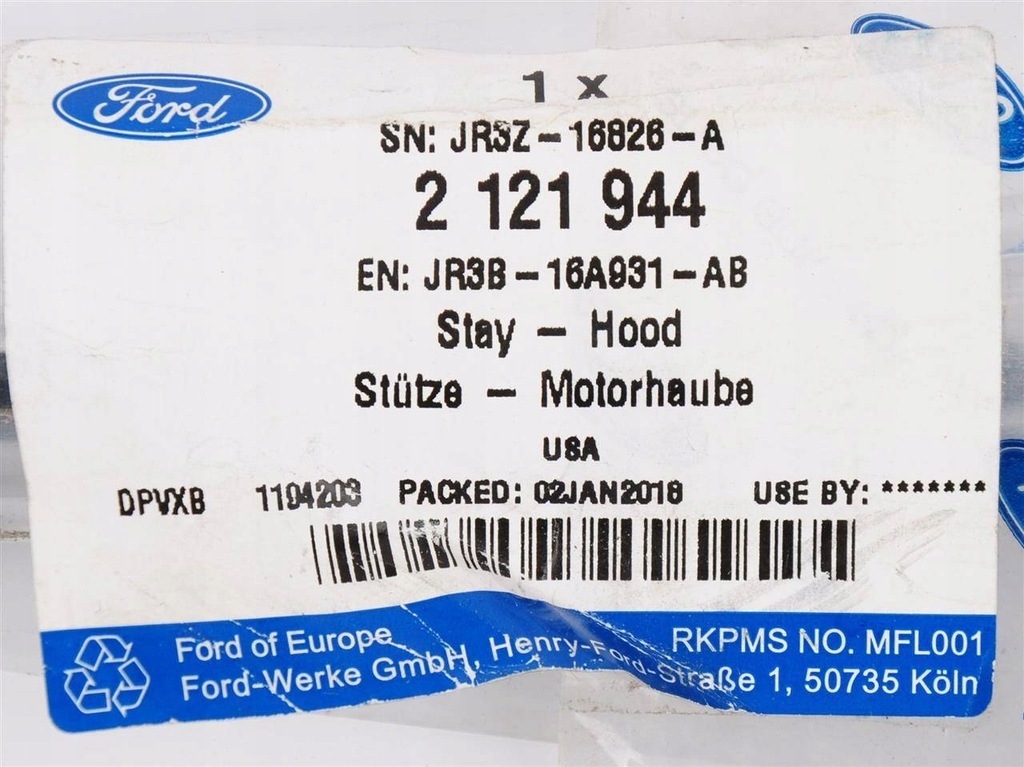 Ford
1 x
SN: JR3Z-16826-A
2 121 944
EN: JR3B-16A931-AB
Stay - Hood
Stütze - Motorhaube
USA
DPVXB 1104203 PACKED: 02JAN2018 USE BY: *******
Ford of Europe RKPMS NO. MFL001
Ford-Werke GmbH, Henry-Ford-Straße 1, 50735 Köln